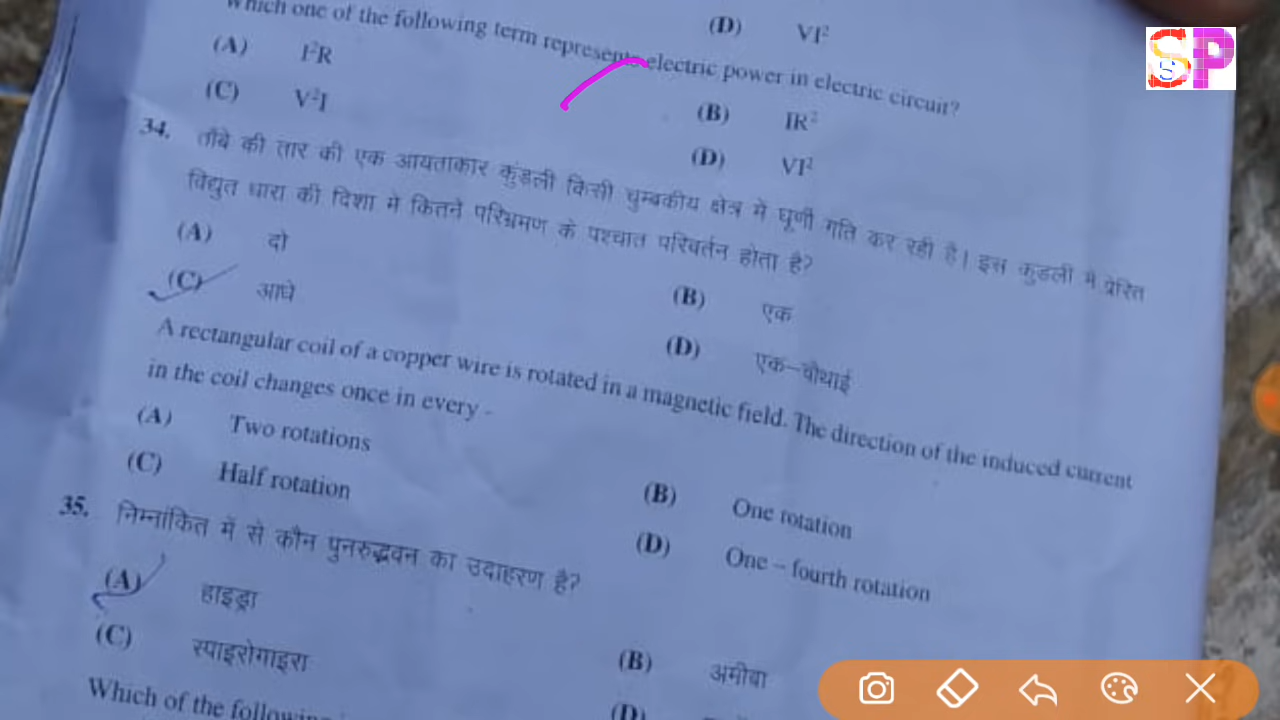 (D) VI²
Which one of the following term represents electric power in electric circuit?
(A) I²R
(B) IR²
(C) V²I
(D) VI²
34. ताँबे की तार की एक आयताकार कुंडली किसी चुम्बकीय क्षेत्र में घूर्णी गति कर रही है। इस कुंडली में प्रेरित
विद्युत धारा की दिशा में कितने परिभ्रमण के पश्चात परिवर्तन होता है?
(A) दो
(B) एक
(C) आधे
(D) एक-चौथाई
A rectangular coil of a copper wire is rotated in a magnetic field. The direction of the induced current
in the coil changes once in every -
(A) Two rotations
(B) One rotation
(C) Half rotation
(D) One – fourth rotation
35. निम्नांकित में से कौन पुनरुद्भवन का उदाहरण है?
(A) हाइड्रा
(B) अमीबा
(C) स्पाइरोगाइरा
(D)
Which of the following
SP
S